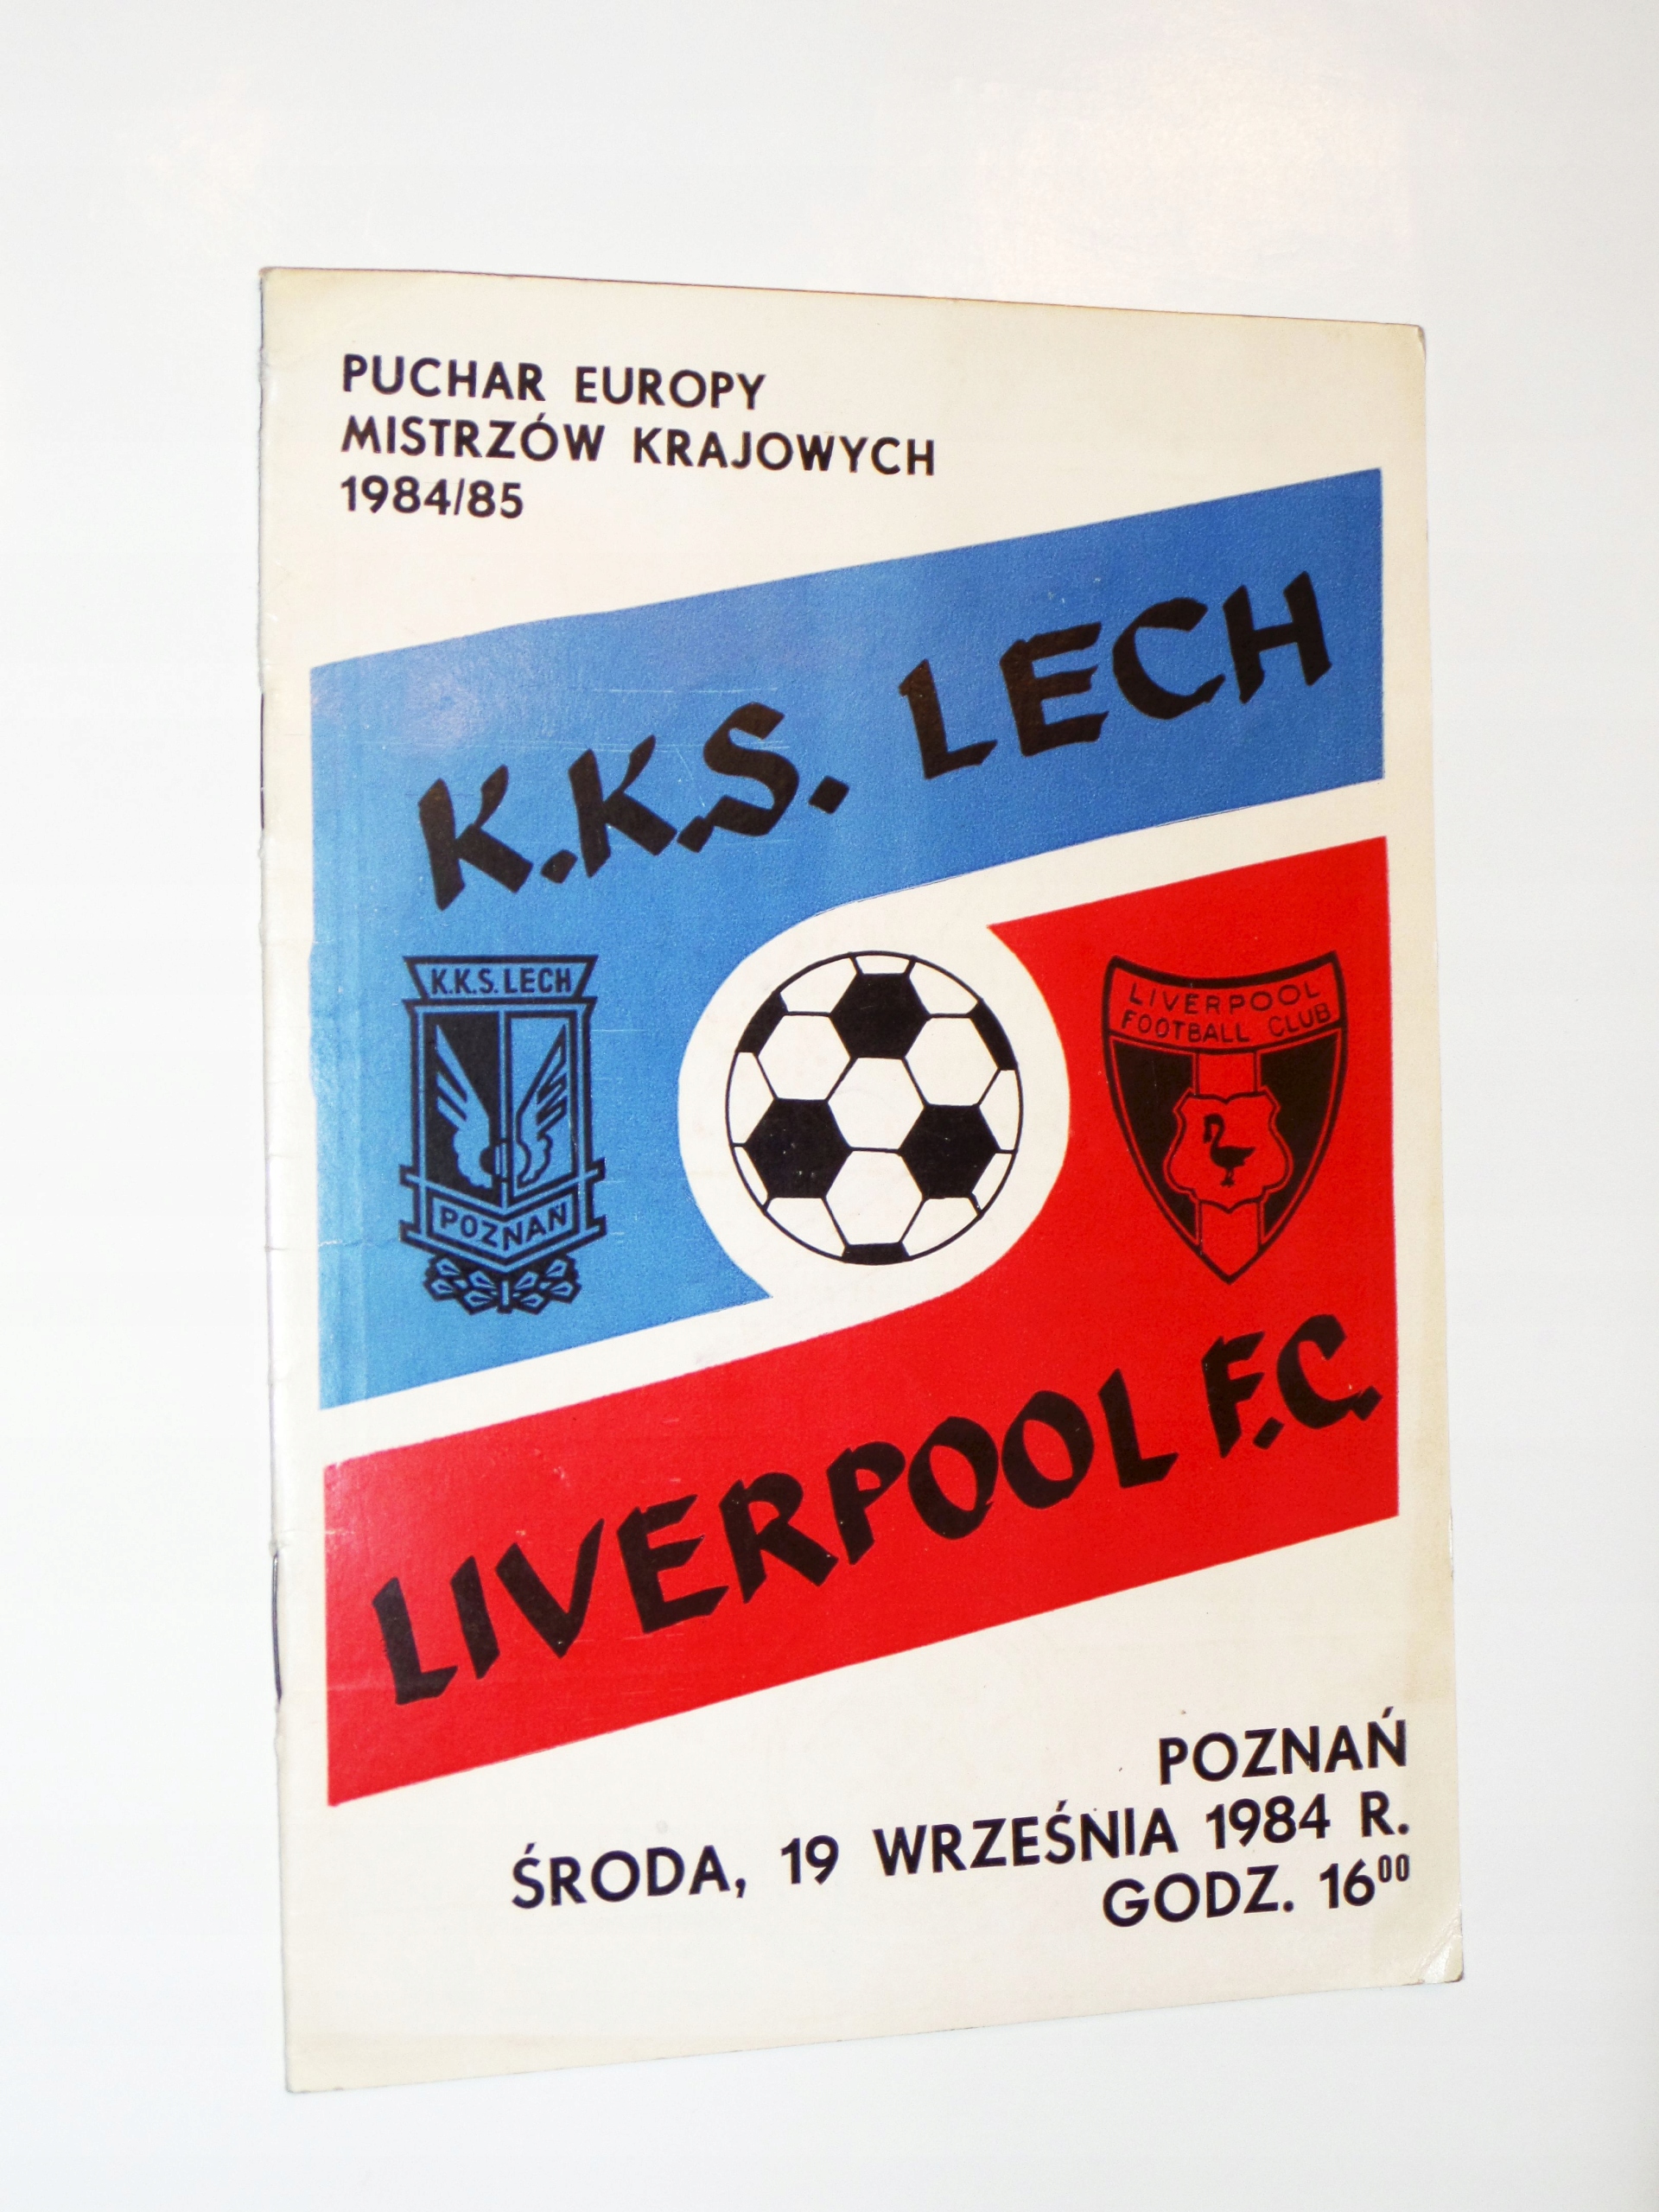 PUCHAR EUROPY
MISTRZÓW KRAJOWYCH
1984/85
K.K.S. LECH
K.K.S. LECH
POZNAŃ
LIVERPOOL
FOOTBALL CLUB
LIVERPOOL F.C.
POZNAŃ
ŚRODA, 19 WRZEŚNIA 1984 R.
GODZ. 16⁰⁰